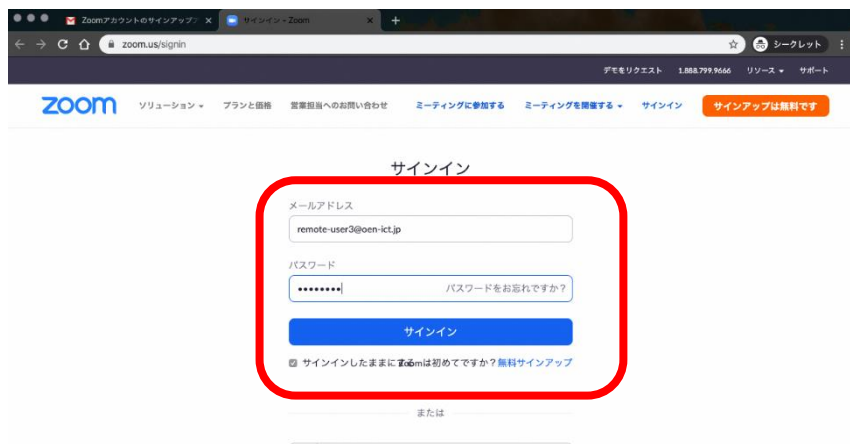 Zoomアカウントのサインアップ
サインイン - Zoom
zoom.us/signin
シークレット
デモをリクエスト 1.888.799.9666 リソース サポート
zoom ソリューション プランと価格 営業担当へのお問い合わせ ミーティングに参加する ミーティングを開催する サインイン サインアップは無料です
サインイン
メールアドレス
remote-user3@oen-ict.jp
パスワード
パスワードをお忘れですか?
サインイン
サインインしたままに Zoomは初めてですか?無料サインアップ
または